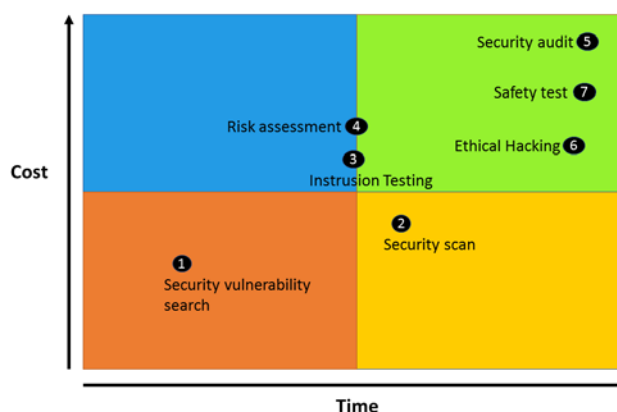 Security audit 5
Safety test 7
Risk assessment 4
Ethical Hacking 6
3
Instrusion Testing
Cost
2
Security scan
1
Security vulnerability
search
Time